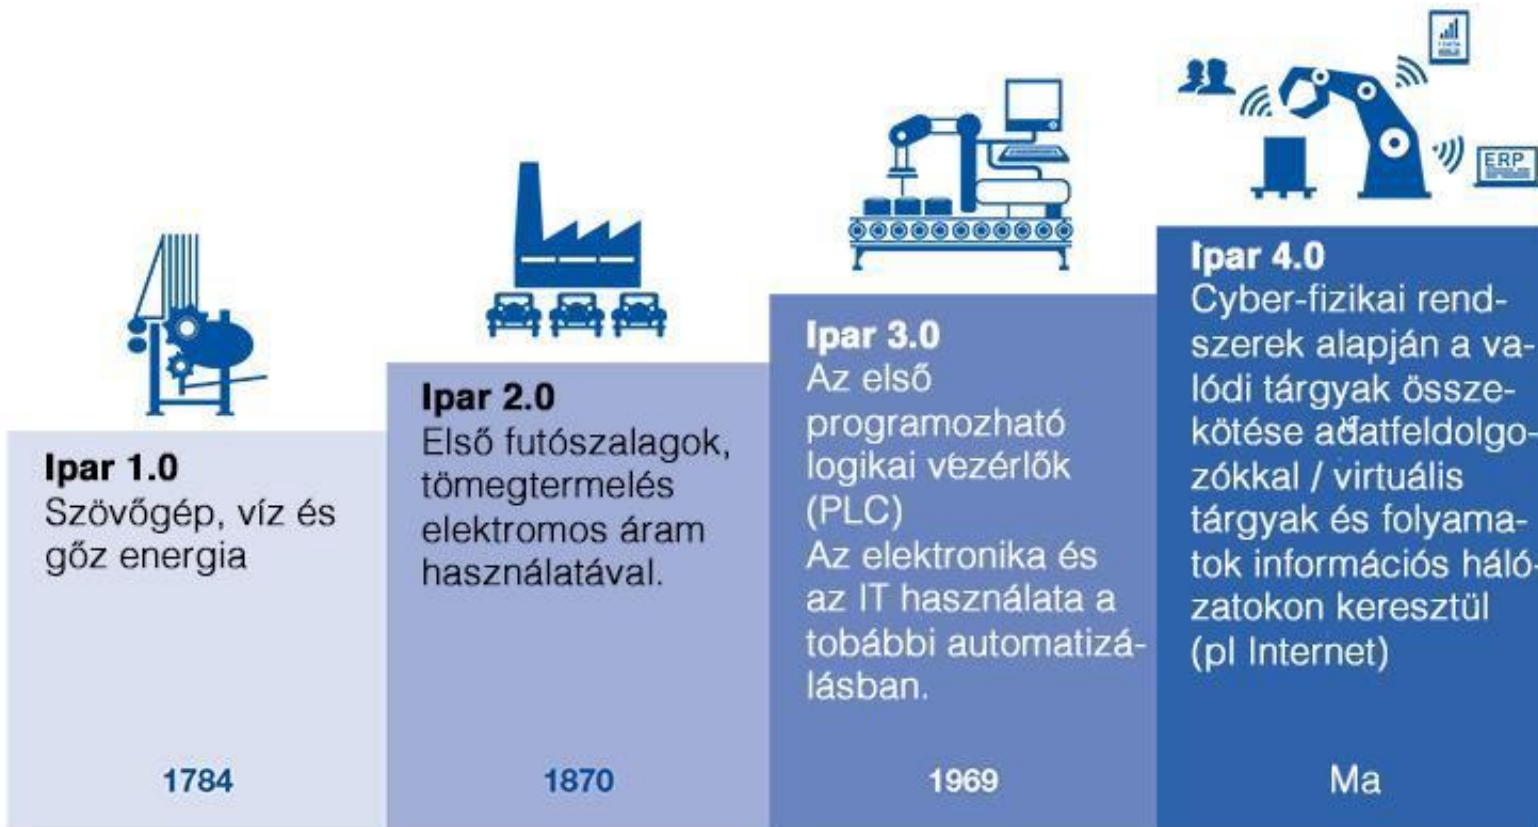 ERP
Ipar 1.0
Szövőgép, víz és
gőz energia
1784
Ipar 2.0
Első futószalagok,
tömegtermelés
elektromos áram
használatával.
1870
Ipar 3.0
Az első
programozható
logikai vezérlők
(PLC)
Az elektronika és
az IT használata a
tobábbi automatizá-
lásban.
1969
Ipar 4.0
Cyber-fizikai rend-
szerek alapján a va-
lódi tárgyak össze-
kötése adatfeldolgo-
zókkal / virtuális
tárgyak és folyama-
tok információs háló-
zatokon keresztül
(pl Internet)
Ma